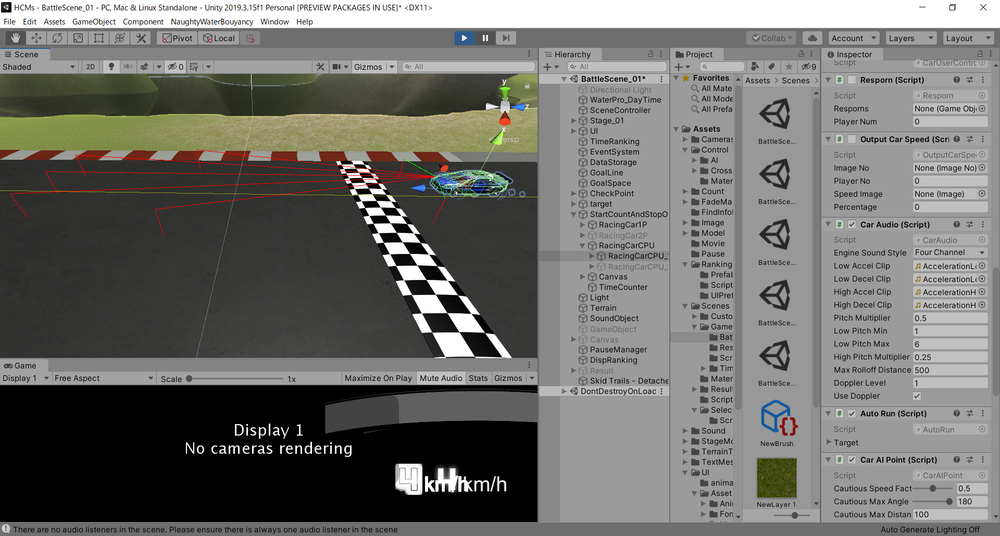 HCMs - BattleScene_01 - PC, Mac & Linux Standalone - Unity 2019.3.15f1 Personal [PREVIEW PACKAGES IN USE]* <DX11>
File Edit Assets GameObject Component NaughtyWaterBouyancy Window Help
Pivot Local Collab Account Layers Layout
Scene
Shaded 2D 0 Gizmos All
y
z
x
Persp
Game
Display 1 Free Aspect Scale 1x Maximize On Play Mute Audio Stats Gizmos
Display 1
No cameras rendering
4 km/h km/h
Hierarchy
All
BattleScene_01*
Directional Light
WaterPro_DayTime
SceneController
Stage_01
UI
TimeRanking
EventSystem
DataStorage
GoalLine
GoalSpace
CheckPoint
target
StartCountAndStopO
RacingCar1P
RacingCar2P
RacingCarCPU
RacingCarCPU_
RacingCarCPU_
Canvas
TimeCounter
Light
Terrain
SoundObject
GameObject
Canvas
PauseManager
DispRanking
Result
Skid Trails - Detache
DontDestroyOnLoad
Project
9
Favorites
All Mate
All Mode
All Prefa
Assets
Cameras
Control
AI
Cross
Mater
Count
FadeMa
FindInfo
Image
Model
Movie
Pause
Ranking
Prefab
Script
UIPref
Scenes
Custo
Game
Bat
Res
Scr
Tim
Mater
Result
Script
Selec
Scr
Sound
StageMo
TerrainT
TextMes
UI
anima
Asset
Ani
Fon
Assets > Scenes >
BattleSce...
BattleSce...
BattleSce...
BattleSce...
BattleSce...
NewBrush
NewLayer 1
Inspector
Script CarUserContro
Resporn (Script)
Script Resporn
Resporns None (Game Obj
Player Num 0
Output Car Speed (Scri
Script OutputCarSpee
Image No None (Image No)
Player No 0
Speed Image None (Image)
Percentage 0
Car Audio (Script)
Script CarAudio
Engine Sound Style Four Channel
Low Accel Clip AccelerationLo
Low Decel Clip AccelerationLo
High Accel Clip AccelerationH
High Decel Clip AccelerationH
Pitch Multiplier 0.5
Low Pitch Min 1
Low Pitch Max 6
High Pitch Multiplier 0.25
Max Rolloff Distance 500
Doppler Level 1
Use Doppler
Auto Run (Script)
Script AutoRun
Target
Car AI Point (Script)
Script CarAIPoint
Cautious Speed Fact 0.5
Cautious Max Angle 180
Cautious Max Distan 100
There are no audio listeners in the scene. Please ensure there is always one audio listener in the scene
Auto Generate Lighting Off